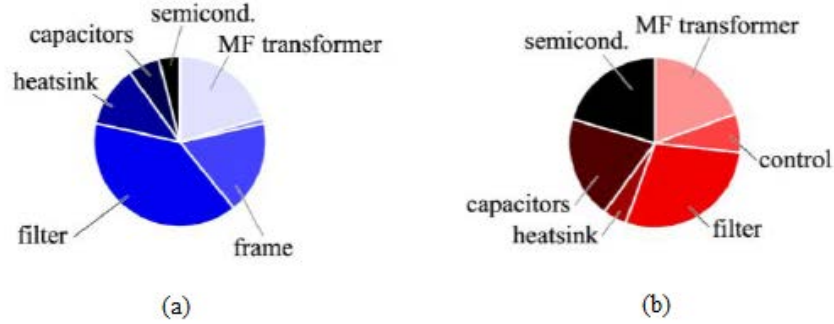 semicond.
capacitors
MF transformer
heatsink
filter
frame
(a)
MF transformer
semicond.
control
capacitors
heatsink
filter
(b)